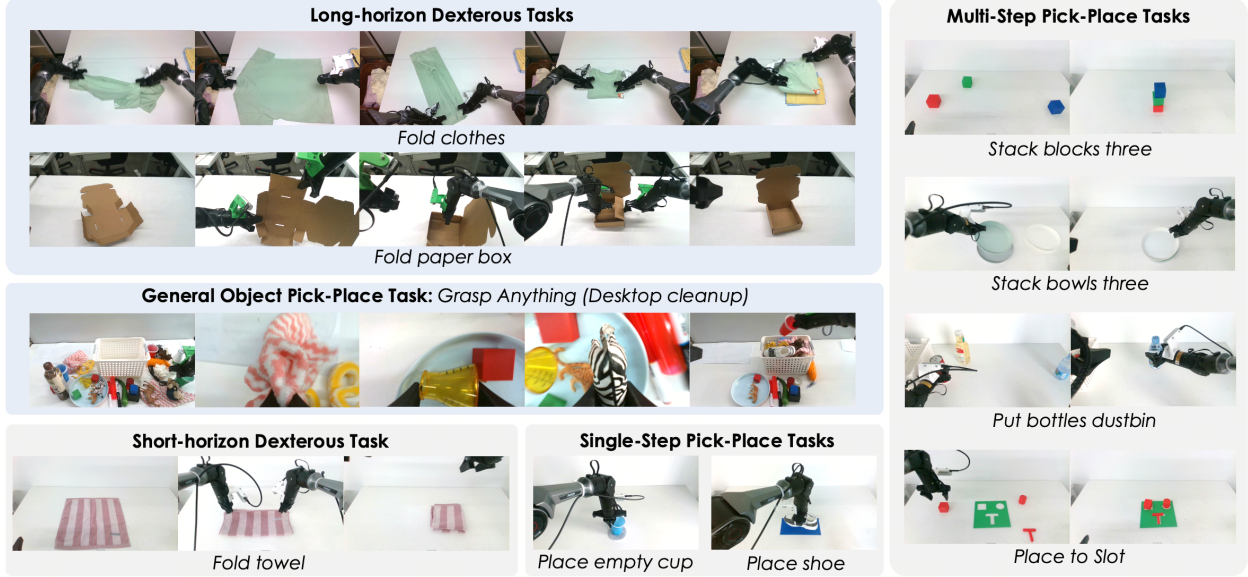 Long-horizon Dexterous Tasks
Fold clothes
Fold paper box
General Object Pick-Place Task: Grasp Anything (Desktop cleanup)
Short-horizon Dexterous Task
Fold towel
Single-Step Pick-Place Tasks
Place empty cup
Place shoe
Multi-Step Pick-Place Tasks
Stack blocks three
Stack bowls three
Put bottles dustbin
Place to Slot